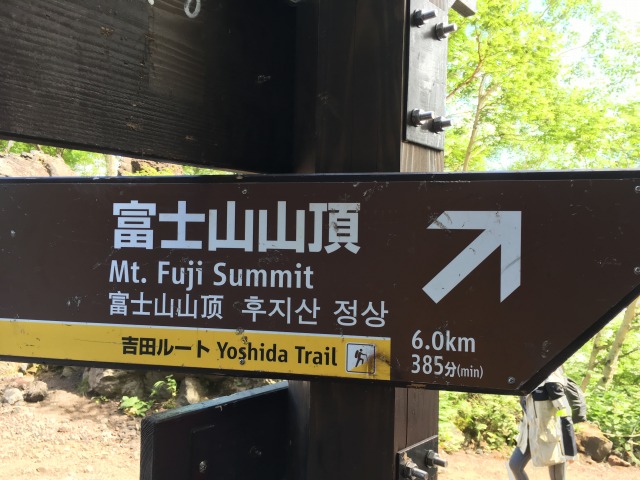 富士山山頂
Mt. Fuji Summit
富士山山顶 후지산 정상
吉田ルート Yoshida Trail
6.0km
385分(min)